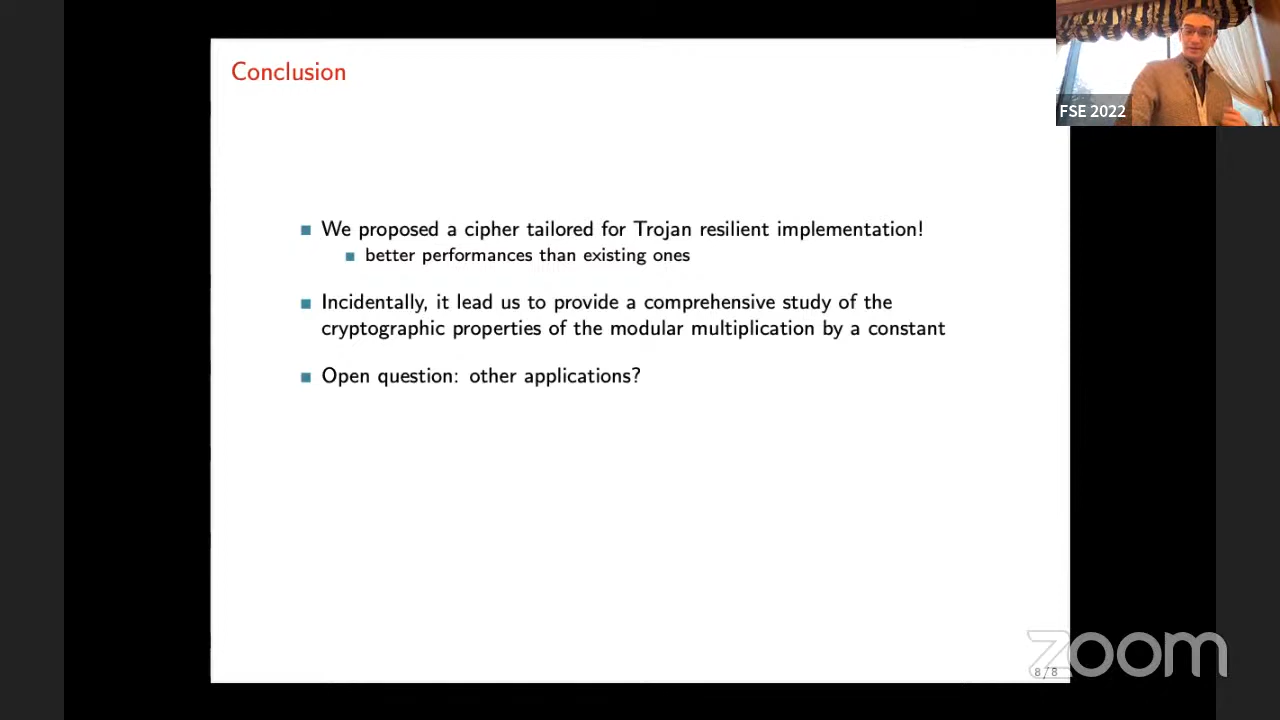 Conclusion
FSE 2022
We proposed a cipher tailored for Trojan resilient implementation!
better performances than existing ones
Incidentally, it lead us to provide a comprehensive study of the
cryptographic properties of the modular multiplication by a constant
Open question: other applications?
zoom
8/8